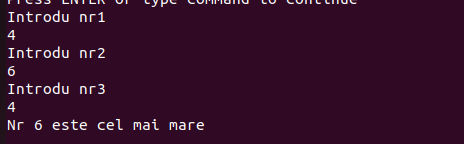 Press ENTER or type command to continue
Introdu nr1
4
Introdu nr2
6
Introdu nr3
4
Nr 6 este cel mai mare